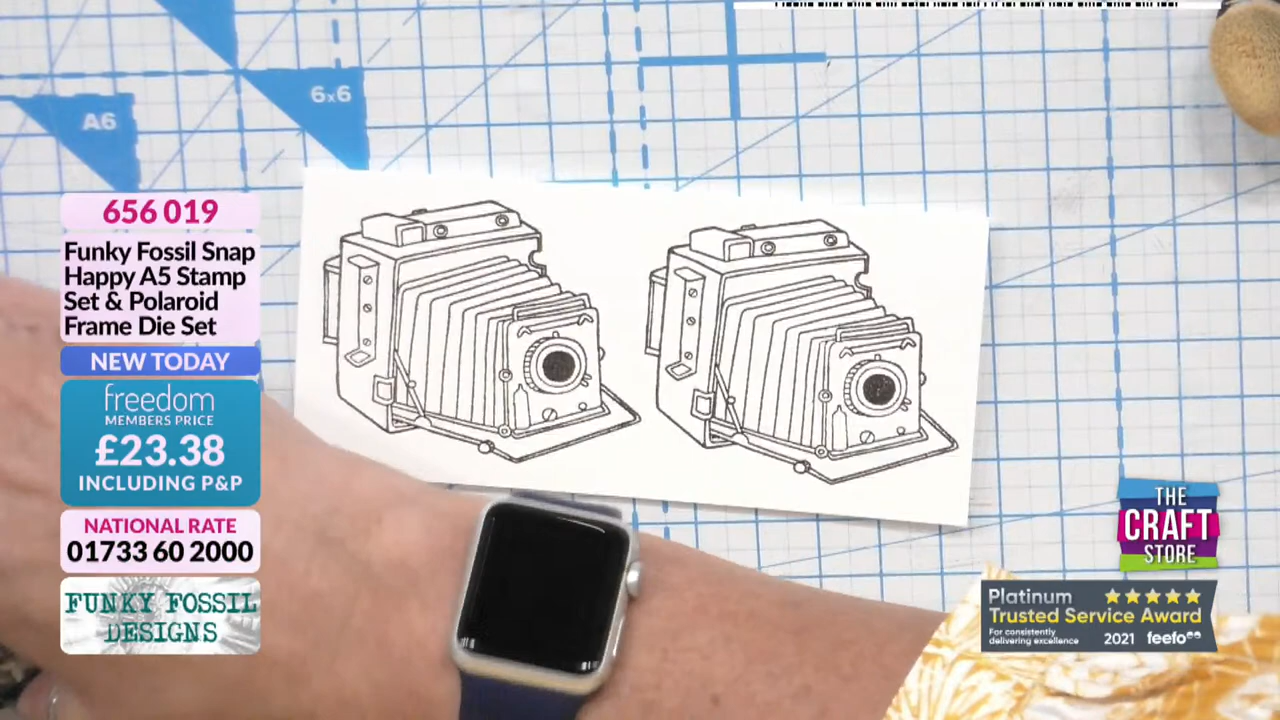 6x6
A6
656 019
Funky Fossil Snap
Happy A5 Stamp
Set & Polaroid
Frame Die Set
NEW TODAY
freedom
MEMBERS PRICE
£23.38
INCLUDING P&P
NATIONAL RATE
01733 60 2000
FUNKY FOSSIL
DESIGNS
THE
CRAFT
STORE
Platinum
Trusted Service Award
For consistently
delivering excellence
2021 feefo